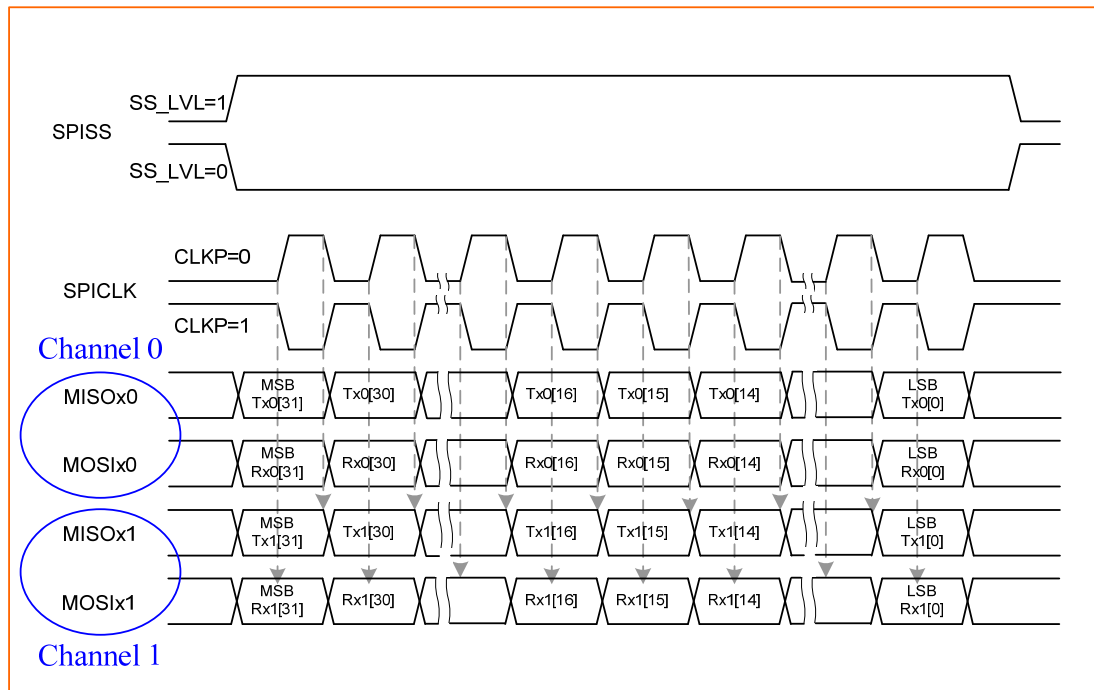 SS_LVL=1
SPISS
SS_LVL=0
CLKP=0
SPICLK
CLKP=1
Channel 0
MISOx0
MSB
Tx0[31]
Tx0[30]
Tx0[16]
Tx0[15]
Tx0[14]
LSB
Tx0[0]
MOSIx0
MSB
Rx0[31]
Rx0[30]
Rx0[16]
Rx0[15]
Rx0[14]
LSB
Rx0[0]
MISOx1
MSB
Tx1[31]
Tx1[30]
Tx1[16]
Tx1[15]
Tx1[14]
LSB
Tx1[0]
MOSIx1
MSB
Rx1[31]
Rx1[30]
Rx1[16]
Rx1[15]
Rx1[14]
LSB
Rx1[0]
Channel 1